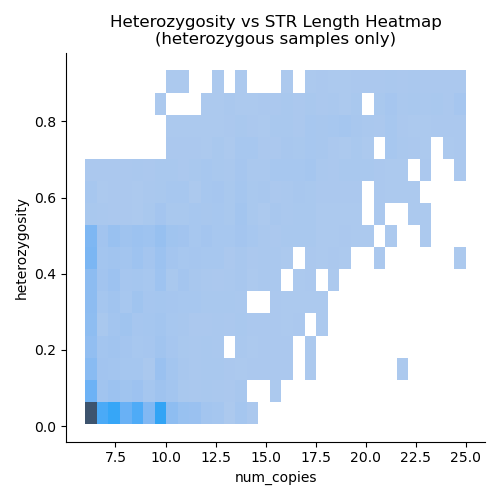 Heterozygosity vs STR Length Heatmap
(heterozygous samples only)
0.8
0.6
0.4
0.2
0.0
heterozygosity
7.5 10.0 12.5 15.0 17.5 20.0 22.5 25.0
num_copies